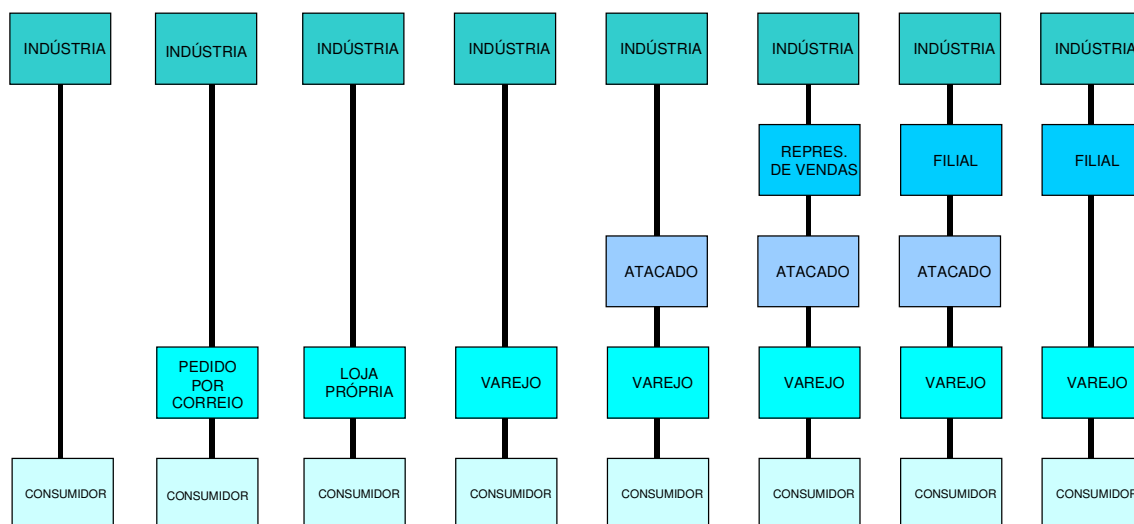 INDÚSTRIA
INDÚSTRIA
INDÚSTRIA
INDÚSTRIA
INDÚSTRIA
INDÚSTRIA
INDÚSTRIA
INDÚSTRIA
REPRES.
DE VENDAS
FILIAL
FILIAL
ATACADO
ATACADO
ATACADO
PEDIDO
POR
CORREIO
LOJA
PRÓPRIA
VAREJO
VAREJO
VAREJO
VAREJO
VAREJO
CONSUMIDOR
CONSUMIDOR
CONSUMIDOR
CONSUMIDOR
CONSUMIDOR
CONSUMIDOR
CONSUMIDOR
CONSUMIDOR